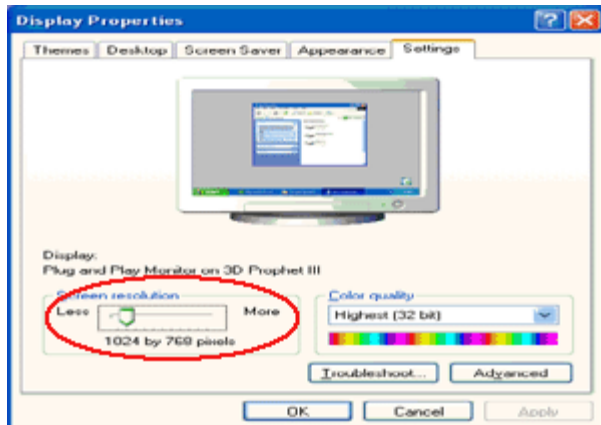 Display Properties
Themes Desktop Screen Saver Appearance Settings
Display:
Plug and Play Monitor on 3D Prophet III
Screen resolution
Less More
1024 by 768 pixels
Color quality
Highest (32 bit)
Troubleshoot... Advanced
OK Cancel Apply